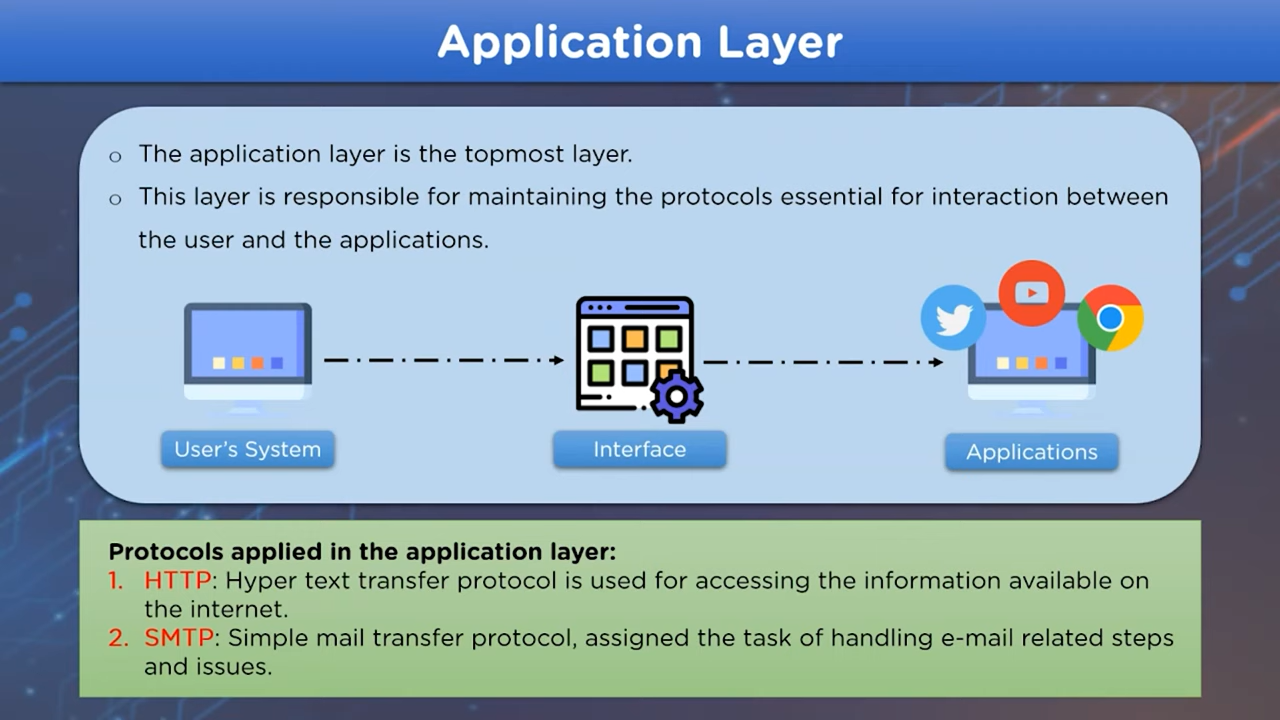 Application Layer
o The application layer is the topmost layer.
o This layer is responsible for maintaining the protocols essential for interaction between
the user and the applications.
User's System
Interface
Applications
Protocols applied in the application layer:
1. HTTP: Hyper text transfer protocol is used for accessing the information available on
the internet.
2. SMTP: Simple mail transfer protocol, assigned the task of handling e-mail related steps
and issues.